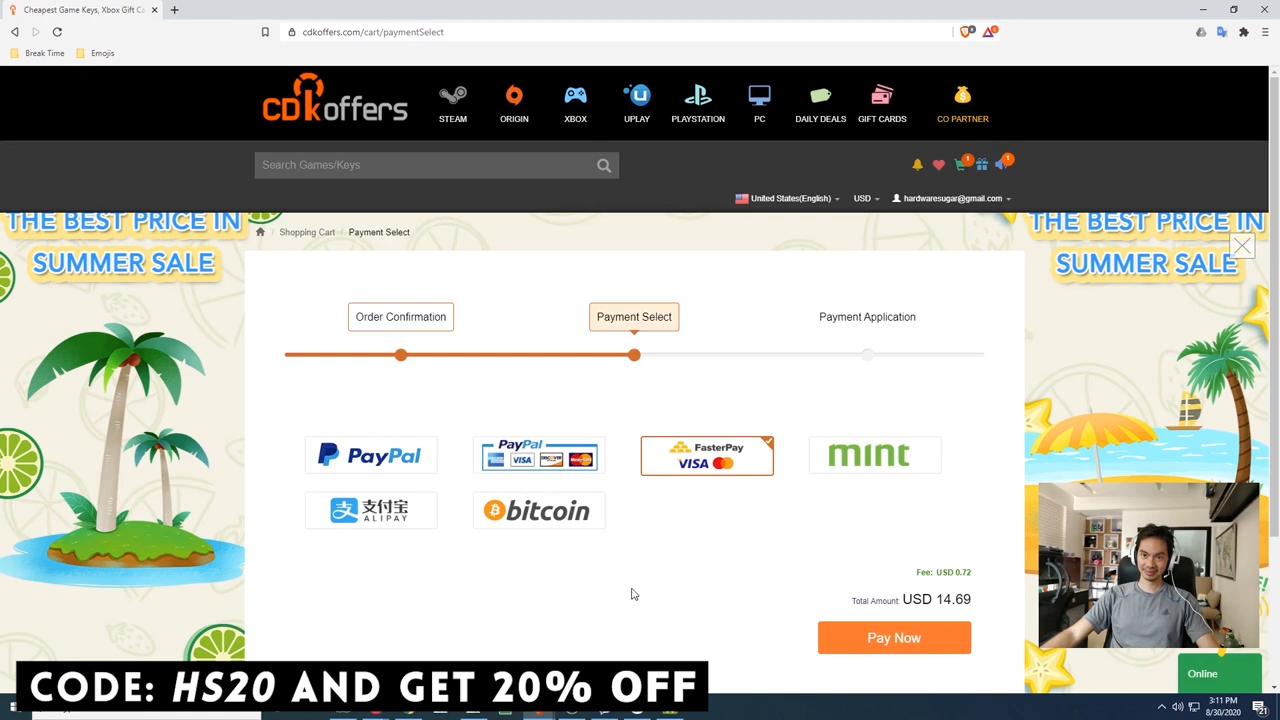 Cheapest Game Keys, Xbox Gift Ca
cdkoffers.com/cart/paymentSelect
Break Time
Emojis
cdkoffers
STEAM
ORIGIN
XBOX
UPLAY
PLAYSTATION
PC
DAILY DEALS
GIFT CARDS
CO PARTNER
Search Games/Keys
1
1
United States(English)
USD
hardwaresugar@gmail.com
THE BEST PRICE IN
SUMMER SALE
THE BEST PRICE IN
SUMMER SALE
Shopping Cart
Payment Select
Order Confirmation
Payment Select
Payment Application
PayPal
PayPal
VISA
DISCOVER
FasterPay
VISA
mint
支付宝
ALIPAY
bitcoin
Fee: USD 0.72
Total Amount: USD 14.69
Pay Now
Online
CODE: HS20 AND GET 20% OFF
3:11 PM
8/30/2020
21